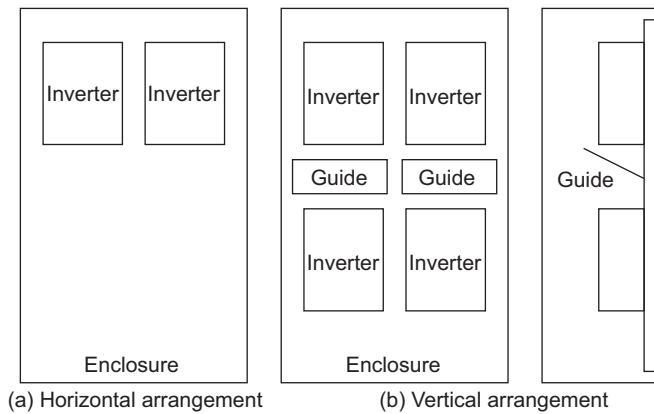 Inverter Inverter
Enclosure
(a) Horizontal arrangement
Inverter Inverter
Guide Guide
Inverter Inverter
Enclosure
Guide
(b) Vertical arrangement